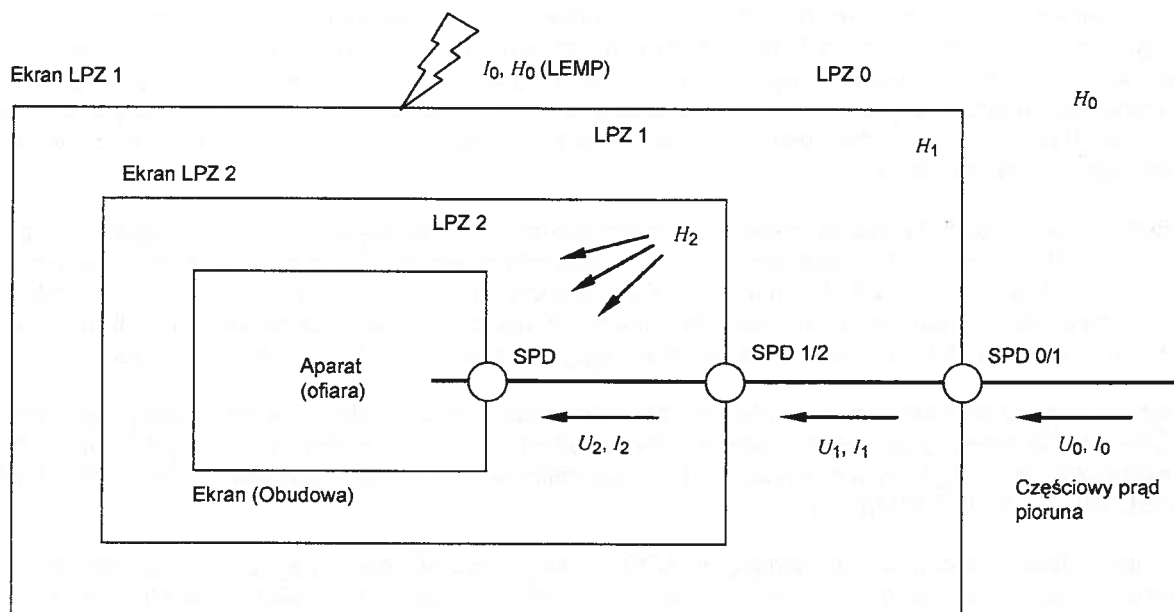 Ekran LPZ 1
I₀, H₀ (LEMP)
LPZ 0
H₀
LPZ 1
H₁
Ekran LPZ 2
LPZ 2
H₂
SPD
SPD 1/2
SPD 0/1
Aparat
(ofiara)
U₂, I₂
U₁, I₁
U₀, I₀
Ekran (Obudowa)
Częściowy prąd
pioruna